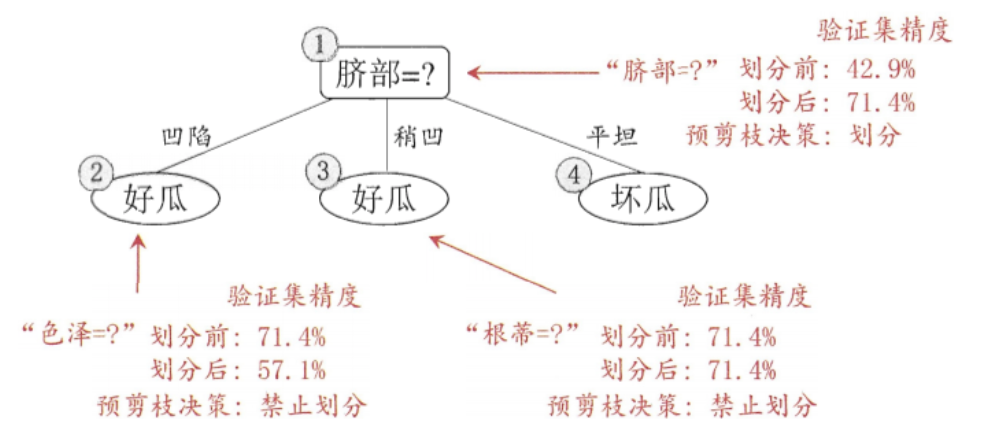 验证集精度
①
脐部=?
“脐部=?” 划分前: 42.9%
划分后: 71.4%
预剪枝决策: 划分
凹陷
稍凹
平坦
②
好瓜
③
好瓜
④
坏瓜
验证集精度
“色泽=?” 划分前: 71.4%
划分后: 57.1%
预剪枝决策: 禁止划分
验证集精度
“根蒂=?” 划分前: 71.4%
划分后: 71.4%
预剪枝决策: 禁止划分